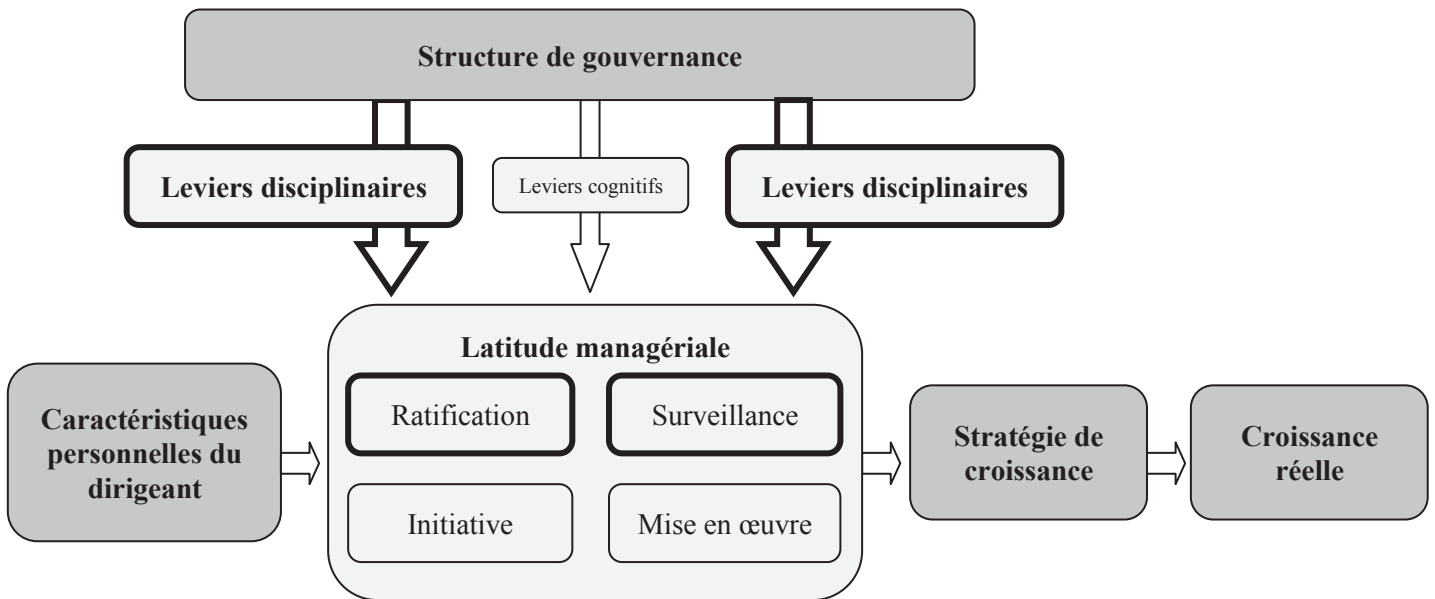 Structure de gouvernance
Leviers disciplinaires
Leviers cognitifs
Leviers disciplinaires
Latitude managériale
Ratification
Surveillance
Initiative
Mise en œuvre
Caractéristiques
personnelles du
dirigeant
Stratégie de
croissance
Croissance
réelle